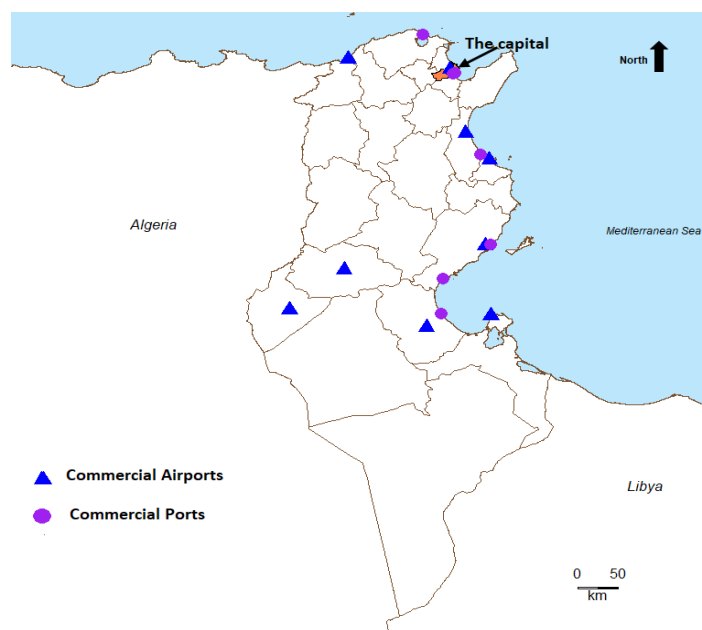 The capital
North
Algeria
Mediterranean Sea
Commercial Airports
Libya
Commercial Ports
0 50
km